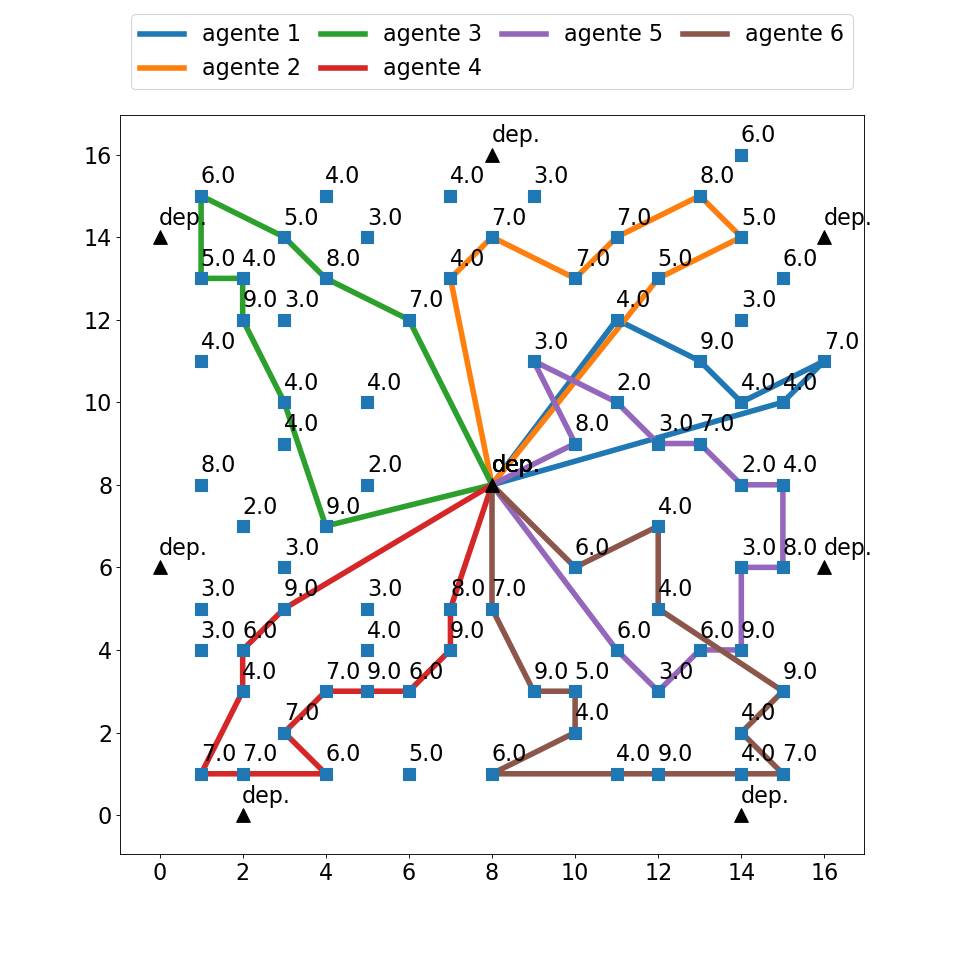 agente 1 agente 3 agente 5 agente 6
agente 2 agente 4
dep. 6.0
16
6.0 4.0 4.0 3.0 8.0
dep. 5.0 3.0 7.0 7.0 5.0 dep.
14
5.0 4.0 8.0 4.0 7.0 5.0 6.0
9.0 3.0 7.0 4.0 3.0
12
4.0 3.0 9.0 7.0
4.0 4.0 2.0 4.0 4.0
10
4.0 8.0 3.0 7.0
8.0 2.0 dep. 2.0 4.0
8
2.0 9.0 4.0
dep. 3.0 6.0 3.0 8.0 dep.
6
3.0 9.0 3.0 8.0 7.0 4.0
3.0 6.0 4.0 9.0 6.0 6.0 9.0
4
4.0 7.0 9.0 6.0 9.0 5.0 3.0 9.0
7.0 4.0 4.0
2
7.0 7.0 6.0 5.0 6.0 4.0 9.0 4.0 7.0
dep. dep.
0
0 2 4 6 8 10 12 14 16